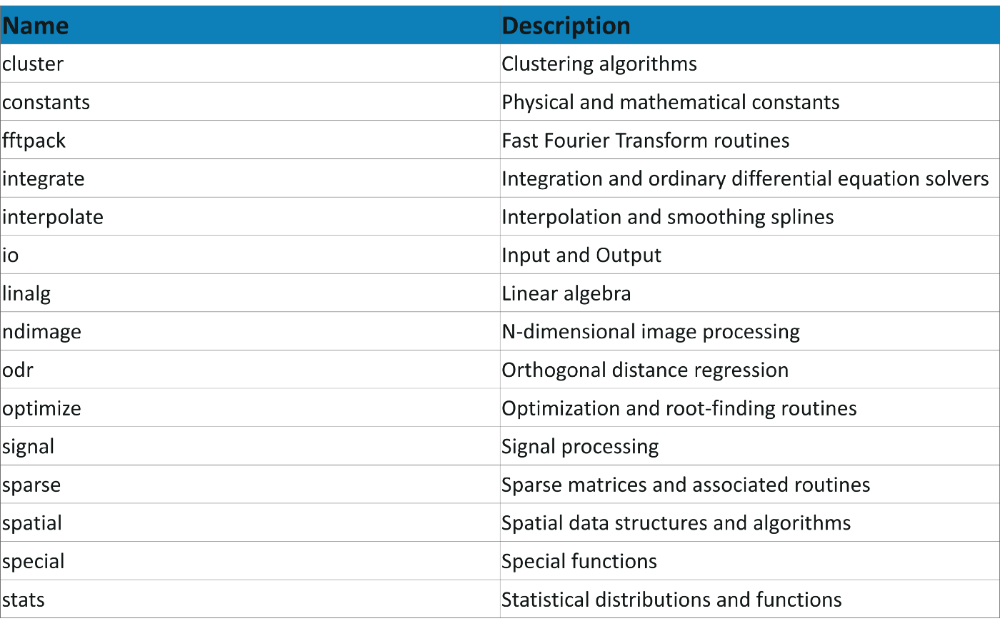 Name Description
cluster Clustering algorithms
constants Physical and mathematical constants
fftpack Fast Fourier Transform routines
integrate Integration and ordinary differential equation solvers
interpolate Interpolation and smoothing splines
io Input and Output
linalg Linear algebra
ndimage N-dimensional image processing
odr Orthogonal distance regression
optimize Optimization and root-finding routines
signal Signal processing
sparse Sparse matrices and associated routines
spatial Spatial data structures and algorithms
special Special functions
stats Statistical distributions and functions